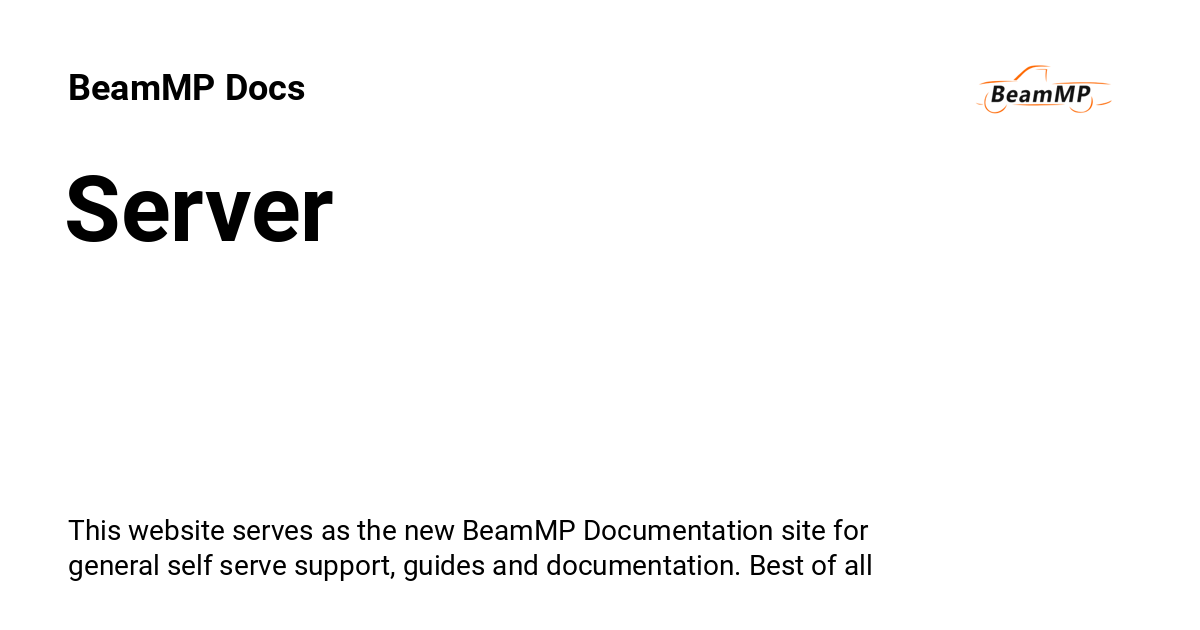 BeamMP Docs
BeamMP
Server
This website serves as the new BeamMP Documentation site for
general self serve support, guides and documentation. Best of all